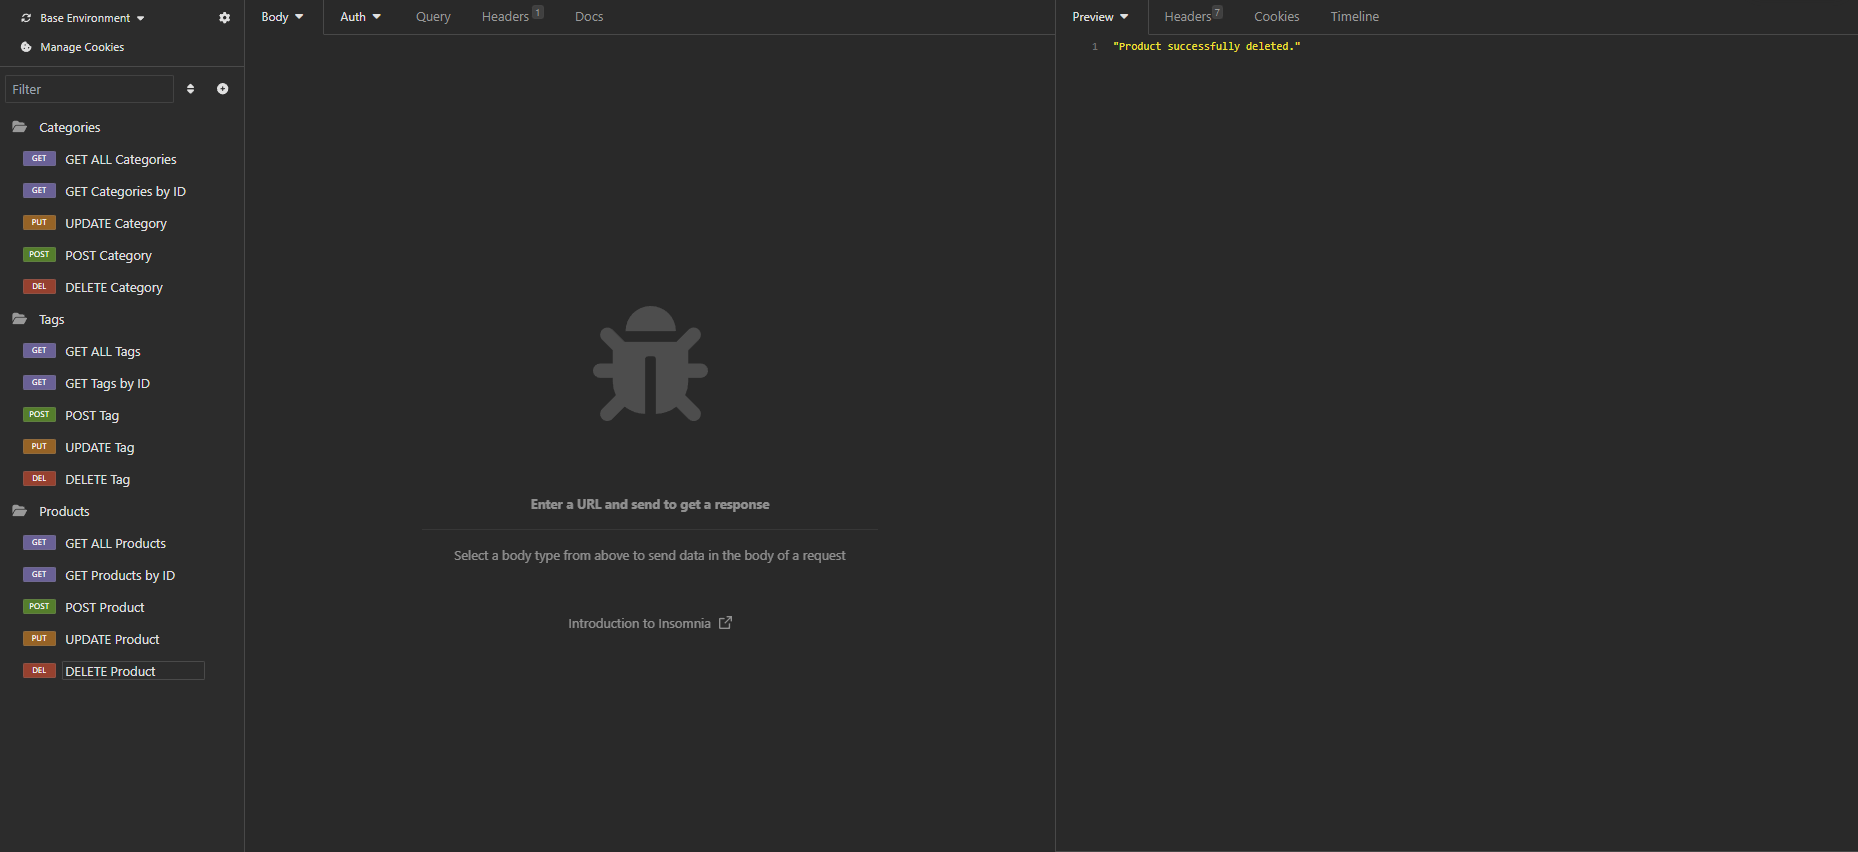 Base Environment
Manage Cookies
Filter
Categories
GET GET ALL Categories
GET GET Categories by ID
PUT UPDATE Category
POST POST Category
DEL DELETE Category
Tags
GET GET ALL Tags
GET GET Tags by ID
POST POST Tag
PUT UPDATE Tag
DEL DELETE Tag
Products
GET GET ALL Products
GET GET Products by ID
POST POST Product
PUT UPDATE Product
DEL DELETE Product
Body Auth Query Headers 1 Docs
Enter a URL and send to get a response
Select a body type from above to send data in the body of a request
Introduction to Insomnia
Preview Headers 7 Cookies Timeline
1 "Product successfully deleted."